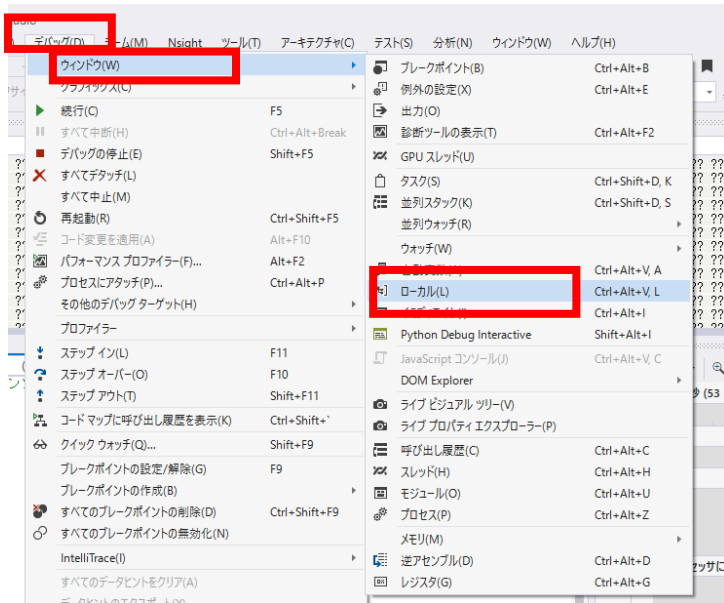 デバッグ(D) チーム(M) Nsight ツール(T) アーキテクチャ(C) テスト(S) 分析(N) ウィンドウ(W) ヘルプ(H)
ウィンドウ(W)
グラフィックス(C)
続行(C) F5
すべて中断(H) Ctrl+Alt+Break
デバッグの停止(E) Shift+F5
すべてデタッチ(L)
すべて中止(M)
再起動(R) Ctrl+Shift+F5
コード変更を適用(A) Alt+F10
パフォーマンス プロファイラー(F)... Alt+F2
プロセスにアタッチ(P)... Ctrl+Alt+P
その他のデバッグ ターゲット(H)
プロファイラー
ステップ イン(L) F11
ステップ オーバー(O) F10
ステップ アウト(T) Shift+F11
コード マップに呼び出し履歴を表示(K) Ctrl+Shift+`
クイック ウォッチ(Q)... Shift+F9
ブレークポイントの設定/解除(G) F9
ブレークポイントの作成(B)
すべてのブレークポイントの削除(D) Ctrl+Shift+F9
すべてのブレークポイントの無効化(N)
IntelliTrace(I)
すべてのデータヒントをクリア(A)
ブレークポイント(B) Ctrl+Alt+B
例外の設定(X) Ctrl+Alt+E
出力(O)
診断ツールの表示(T) Ctrl+Alt+F2
GPU スレッド(U)
タスク(S) Ctrl+Shift+D, K
並列スタック(K) Ctrl+Shift+D, S
並列ウォッチ(R)
ウォッチ(W)
Ctrl+Alt+V, A
ローカル(L) Ctrl+Alt+V, L
Ctrl+Alt+I
Python Debug Interactive Shift+Alt+I
JavaScript コンソール(J) Ctrl+Alt+V, C
DOM Explorer
ライブ ビジュアル ツリー(V)
ライブ プロパティ エクスプローラー(P)
呼び出し履歴(C) Ctrl+Alt+C
スレッド(H) Ctrl+Alt+H
モジュール(O) Ctrl+Alt+U
プロセス(P) Ctrl+Alt+Z
メモリ(M)
逆アセンブル(D) Ctrl+Alt+D
レジスタ(G) Ctrl+Alt+G